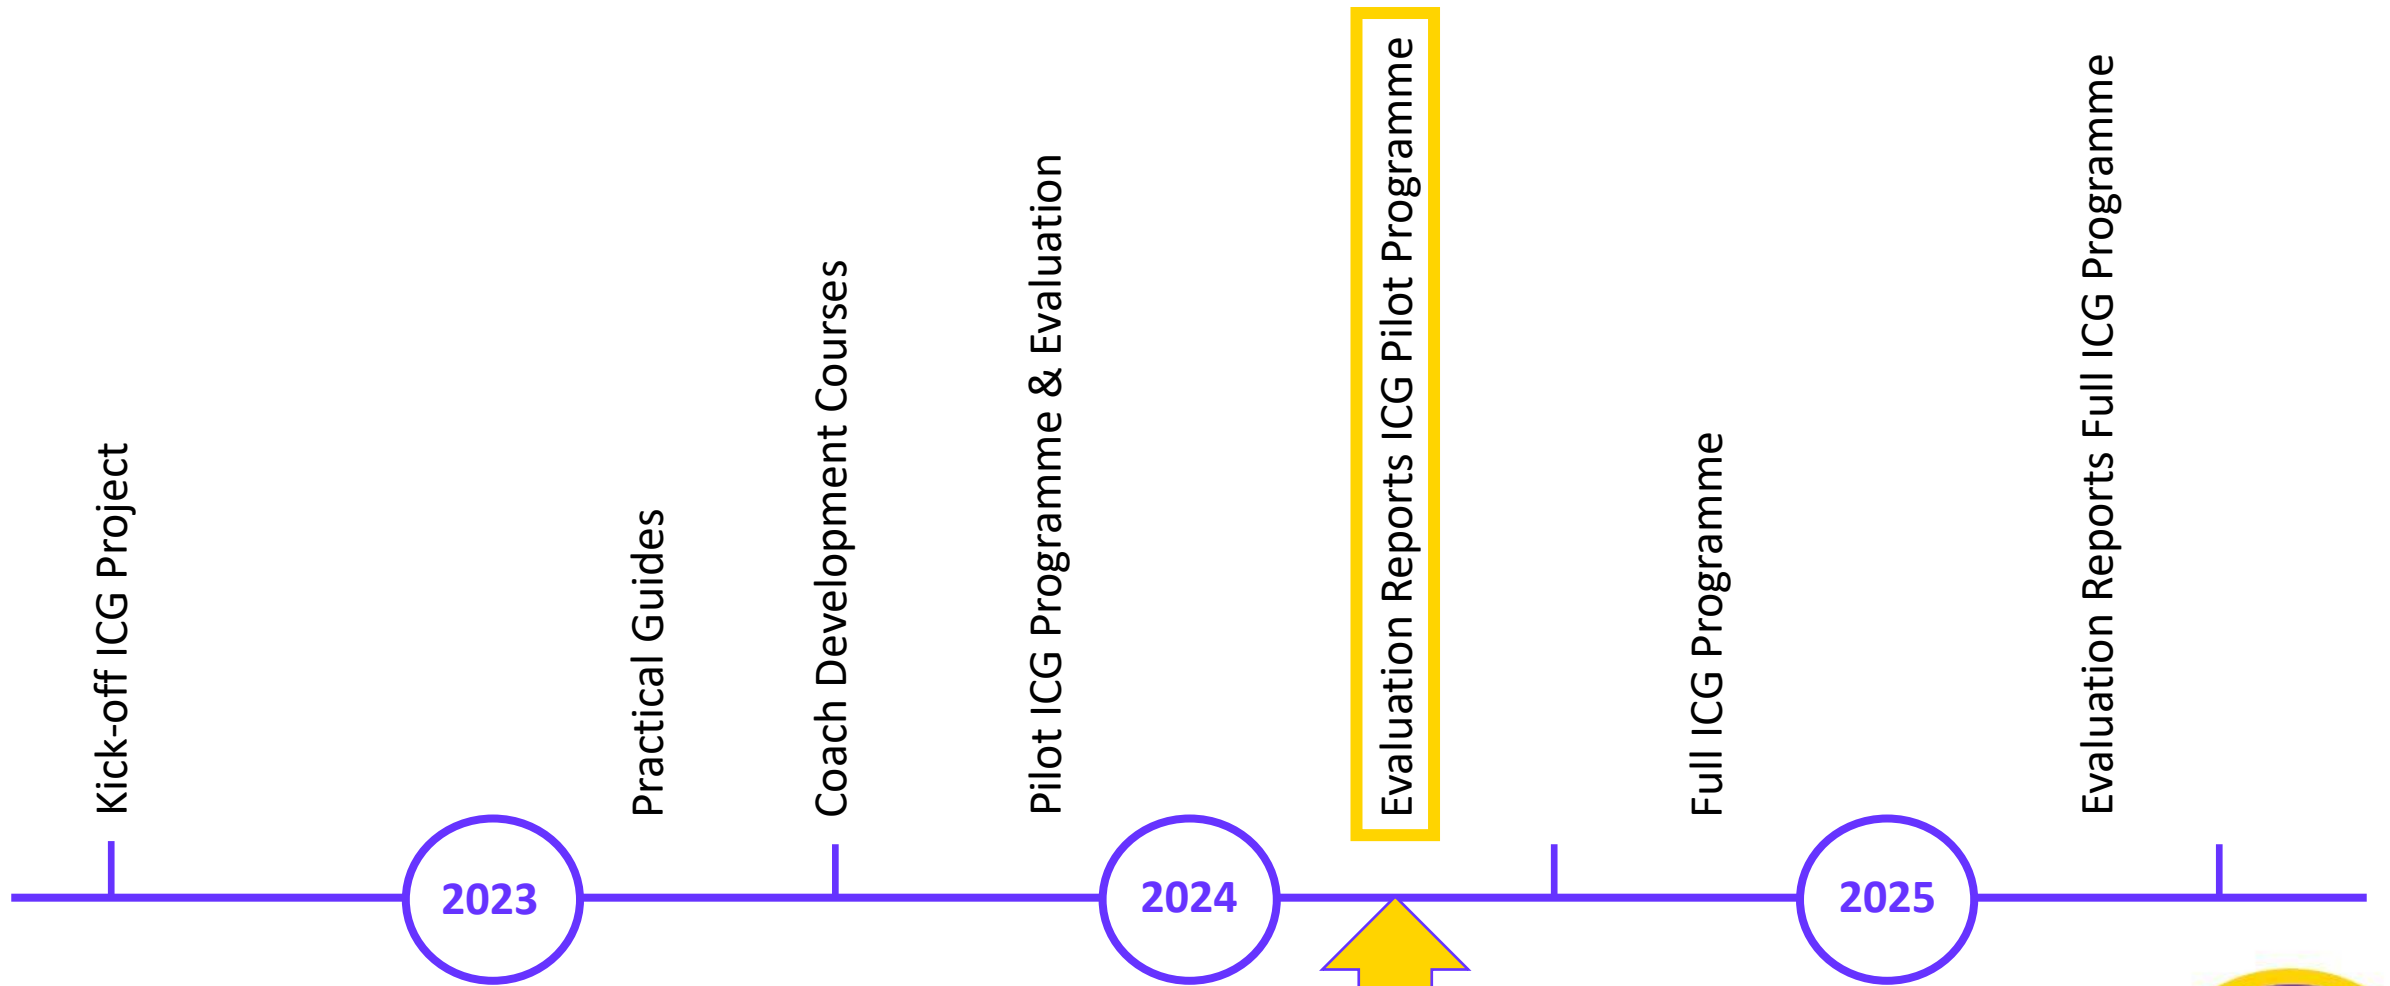 Kick-off ICG Project
Practical Guides
Coach Development Courses
Pilot ICG Programme & Evaluation
Evaluation Reports ICG Pilot Programme
Full ICG Programme
Evaluation Reports Full ICG Programme
2023
2024
2025